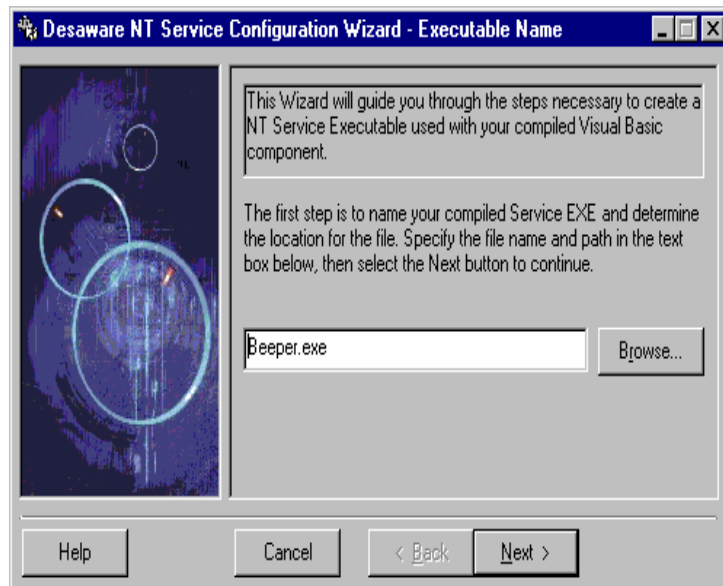 Desaware NT Service Configuration Wizard - Executable Name
This Wizard will guide you through the steps necessary to create a
NT Service Executable used with your compiled Visual Basic
component.
The first step is to name your compiled Service EXE and determine
the location for the file. Specify the file name and path in the text
box below, then select the Next button to continue.
Beeper.exe
Browse...
Help
Cancel
< Back
Next >